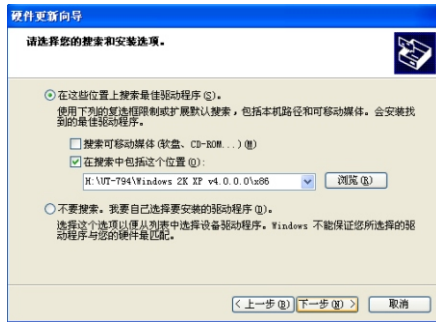 硬件更新向导
请选择您的搜索和安装选项。
在这些位置上搜索最佳驱动程序(S)。
使用下列的复选框限制或扩展默认搜索，包括本机路径和可移动媒体。会安装找
到的最佳驱动程序。
搜索可移动媒体(软盘、CD-ROM...)(M)
在搜索中包括这个位置(O):
H:\UT-794\Windows 2K XP v4.0.0.0\x86
浏览(R)
不要搜索。我要自己选择要安装的驱动程序(D)。
选择这个选项以便从列表中选择设备驱动程序。Windows 不能保证您所选择的驱
动程序与您的硬件最匹配。
< 上一步(B) 下一步(N) > 取消